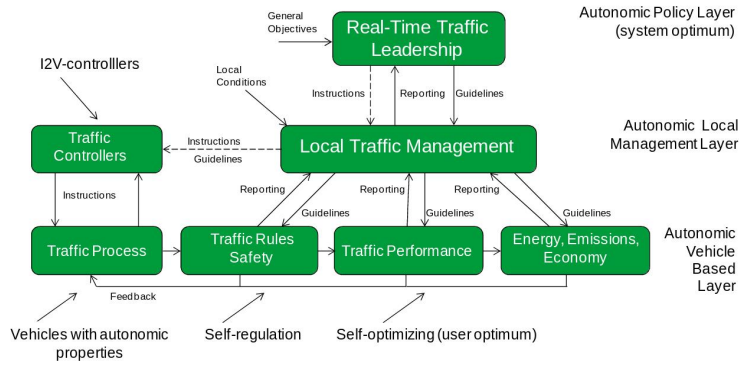 General
Objectives
Real-Time Traffic
Leadership
Autonomic Policy Layer
(system optimum)
I2V-controlllers
Local
Conditions
Instructions
Reporting
Guidelines
Traffic
Controllers
Instructions
Guidelines
Local Traffic Management
Autonomic Local
Management Layer
Instructions
Reporting
Guidelines
Reporting
Guidelines
Reporting
Guidelines
Traffic Process
Traffic Rules
Safety
Traffic Performance
Energy, Emissions,
Economy
Autonomic
Vehicle
Based
Layer
Feedback
Vehicles with autonomic
properties
Self-regulation
Self-optimizing (user optimum)